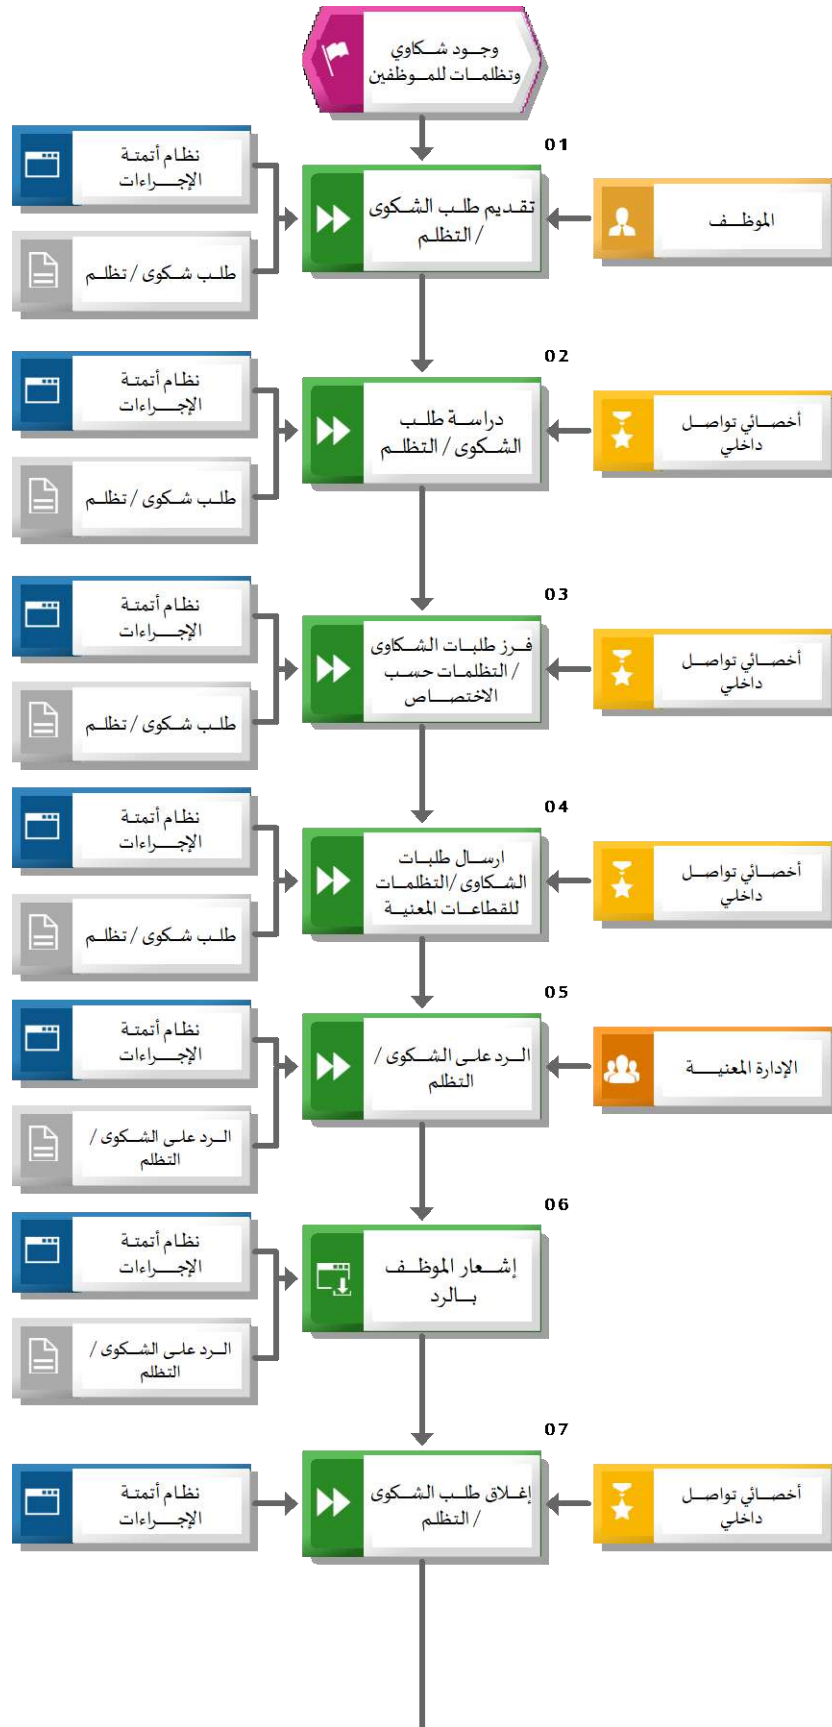 وجود شكاوي
وتظلمات للموظفين
01
تقديم طلب الشكوى
/ التظلم
الموظف
نظام أتمتة
الإجراءات
طلب شكوى / تظلم
02
دراسة طلب
الشكوى / التظلم
أخصائي تواصل
داخلي
نظام أتمتة
الإجراءات
طلب شكوى / تظلم
03
فرز طلبات الشكاوى
/ التظلمات حسب
الاختصاص
أخصائي تواصل
داخلي
نظام أتمتة
الإجراءات
طلب شكوى / تظلم
04
ارسال طلبات
الشكاوى /التظلمات
للقطاعات المعنية
أخصائي تواصل
داخلي
نظام أتمتة
الإجراءات
طلب شكوى / تظلم
05
الرد على الشكوى /
التظلم
الإدارة المعنية
نظام أتمتة
الإجراءات
الرد على الشكوى /
التظلم
06
إشعار الموظف
بالرد
نظام أتمتة
الإجراءات
الرد على الشكوى /
التظلم
07
إغلاق طلب الشكوى
/ التظلم
أخصائي تواصل
داخلي
نظام أتمتة
الإجراءات